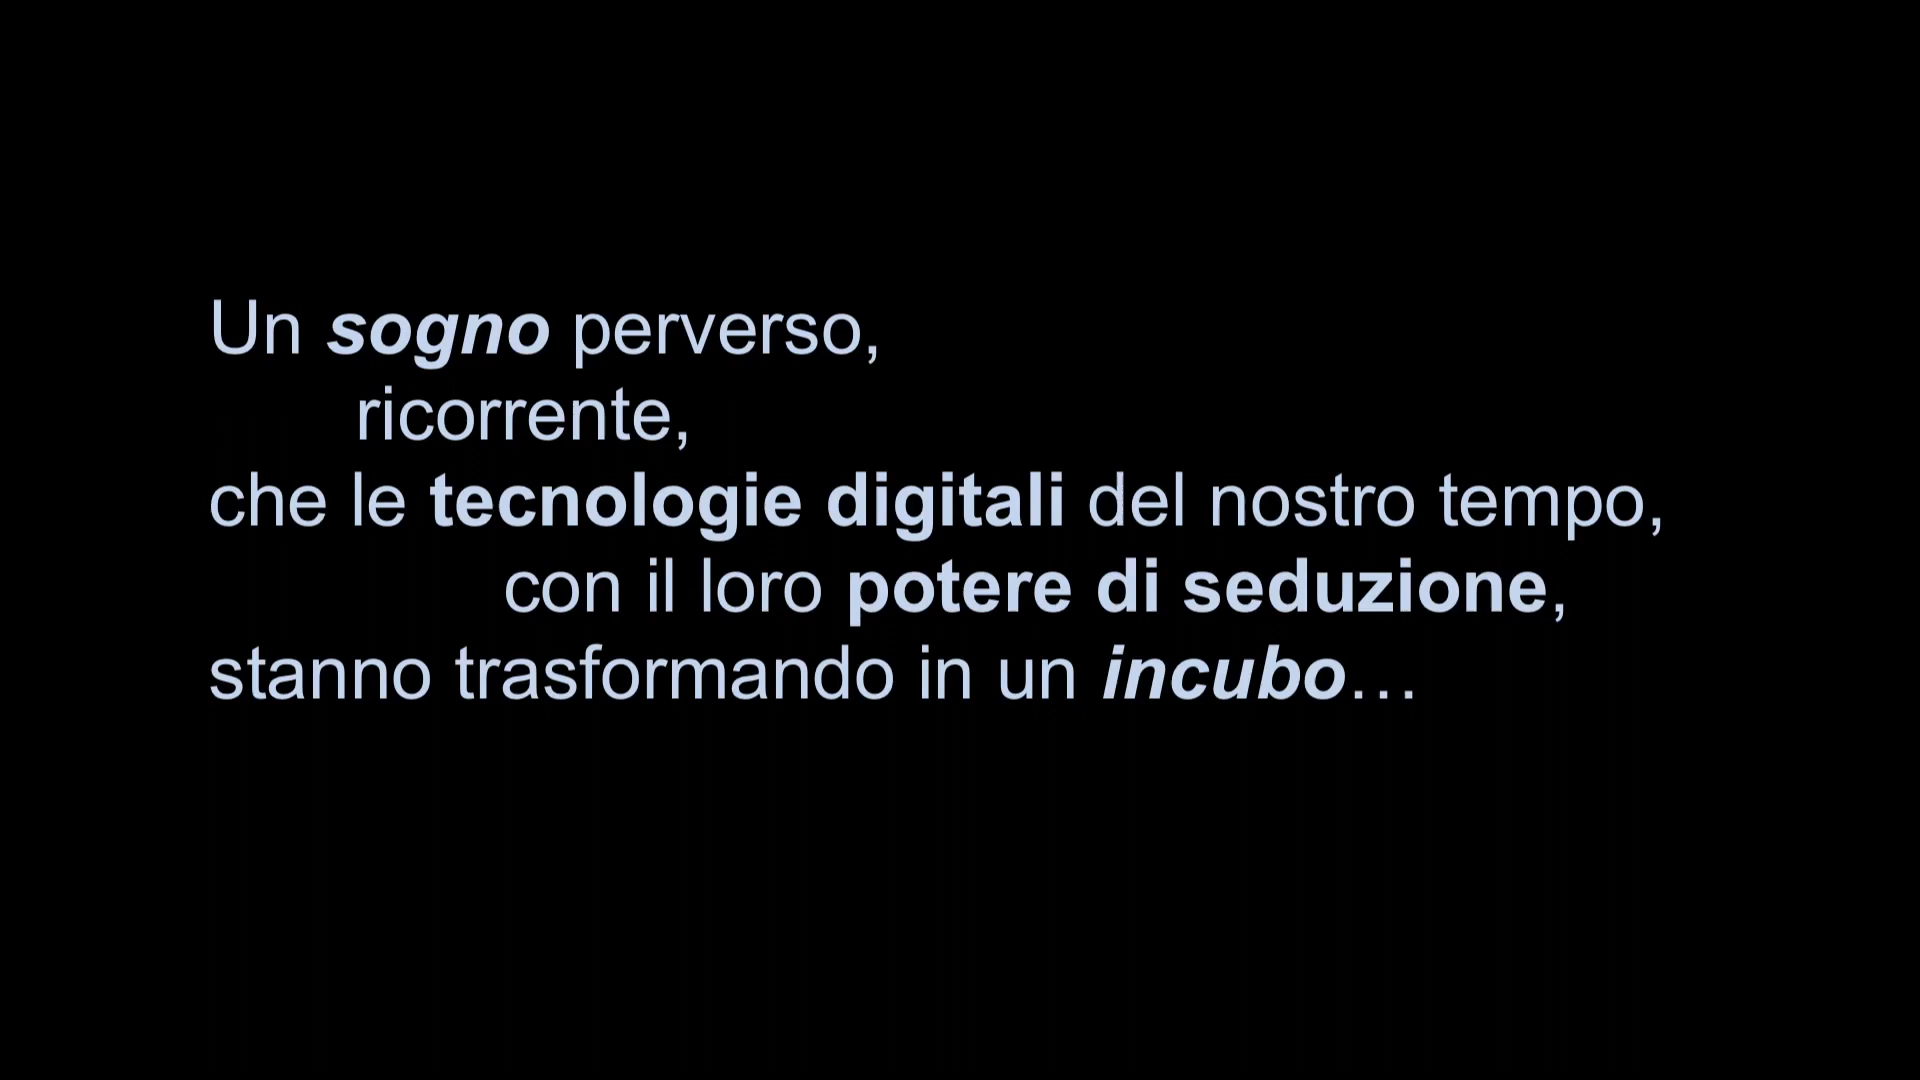 Un sogno perverso,
ricorrente,
che le tecnologie digitali del nostro tempo,
con il loro potere di seduzione,
stanno trasformando in un incubo…